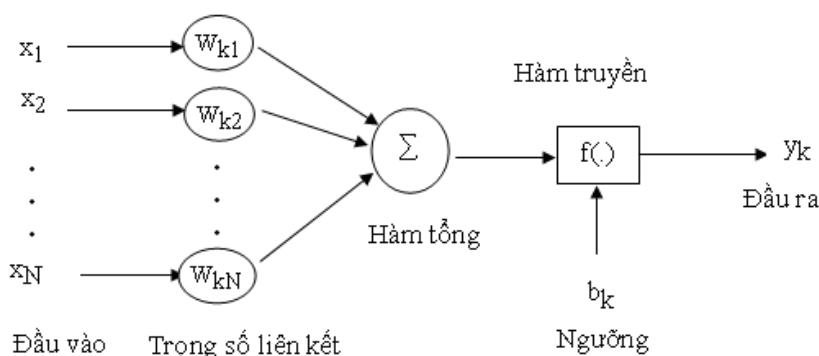 x1
wk1
Hàm truyền
x2
wk2
Σ
f(.)
yk
Đầu ra
Hàm tổng
xN
wkN
bk
Đầu vào
Trong số liên kết
Ngưỡng